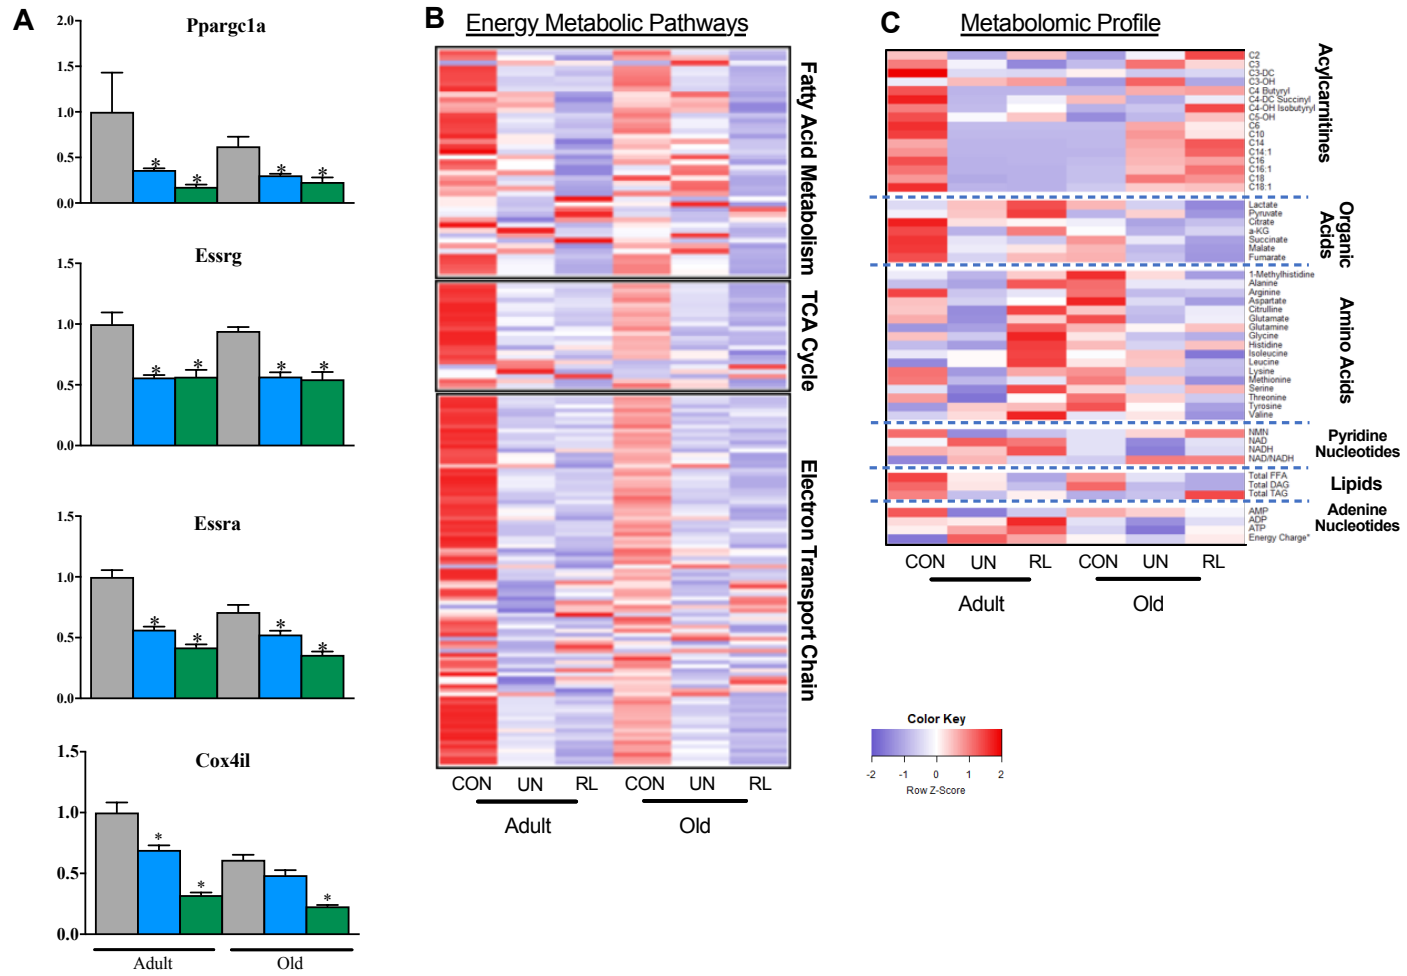 A
Ppargc1a
2.0
1.5
1.0
0.5
0.0
*
*
*
*
Essrg
1.5
1.0
0.5
0.0
*
*
*
*
Essra
1.5
1.0
0.5
0.0
*
*
*
*
Cox4il
1.5
1.0
0.5
0.0
*
*
*
Adult
Old
B
Energy Metabolic Pathways
Fatty Acid Metabolism
TCA Cycle
Electron Transport Chain
CON UN RL CON UN RL
Adult
Old
C
Metabolomic Profile
C2
C3
C3-DC
C3-OH
C4 Butyryl
C4-DC Succinyl
C4-OH Isobutyryl
C5-OH
C6
C10
C14
C14:1
C16
C16:1
C18
C18:1
Acylcarnitines
Lactate
Pyruvate
Citrate
a-KG
Succinate
Malate
Fumarate
Organic
Acids
1-Methylhistidine
Alanine
Arginine
Aspartate
Citrulline
Glutamate
Glutamine
Glycine
Histidine
Isoleucine
Leucine
Lysine
Methionine
Serine
Threonine
Tyrosine
Valine
Amino Acids
NMN
NAD
NADH
NAD/NADH
Pyridine
Nucleotides
Total FFA
Total DAG
Total TAG
Lipids
AMP
ADP
ATP
Energy Charge*
Adenine
Nucleotides
CON UN RL CON UN RL
Adult
Old
Color Key
-2 -1 0 1 2
Row Z-Score